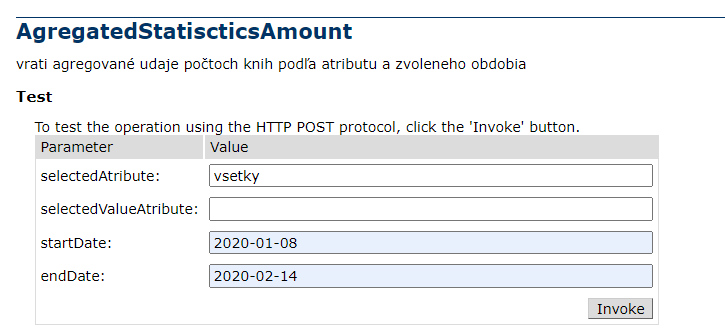 AgregatedStatiscticsAmount
vrati agregované udaje počtoch knih podľa atributu a zvoleneho obdobia
Test
To test the operation using the HTTP POST protocol, click the 'Invoke' button.
Parameter Value
selectedAtribute: vsetky
selectedValueAtribute:
startDate: 2020-01-08
endDate: 2020-02-14
Invoke